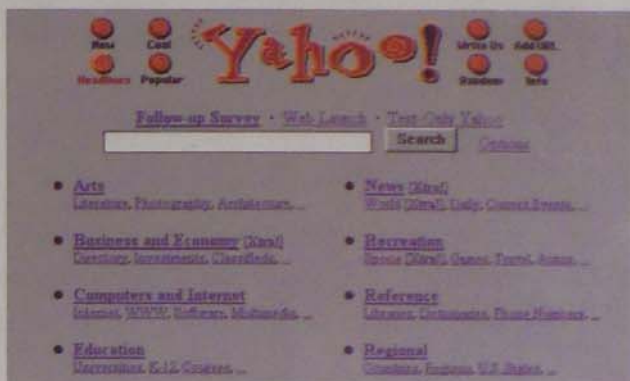 New Cool Yahoo! Write Us Add URL
Headlines Popular Random Info
Follow-up Survey · Web Launch · Text-Only Yahoo
Search Options
• Arts
Literature, Photography, Architecture, ...
• News [Xtra!]
World [Xtra!], Daily, Current Events, ...
• Business and Economy [Xtra!]
Directory, Investments, Classifieds, ...
• Recreation
Sports [Xtra!], Games, Travel, Autos, ...
• Computers and Internet
Internet, WWW, Software, Multimedia, ...
• Reference
Libraries, Dictionaries, Phone Numbers, ...
• Education
Universities, K-12, Courses, ...
• Regional
Countries, Regions, U.S. States, ...